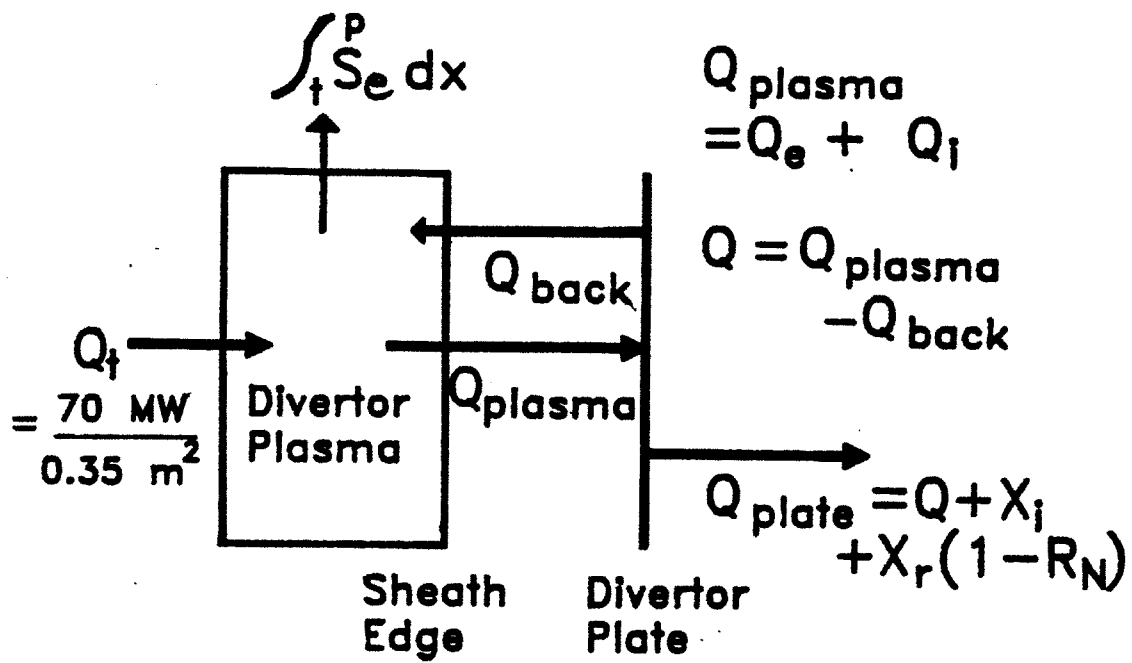 ∫ₜᵖ Sₑ dx
Q plasma
= Qₑ + Qᵢ
Q back
Q = Q plasma
− Q back
Qₜ
= 70 MW / 0.35 m²
Divertor
Plasma
Q plasma
Q plate = Q + Xᵢ
+ Xᵣ(1 − R_N)
Sheath
Edge
Divertor
Plate